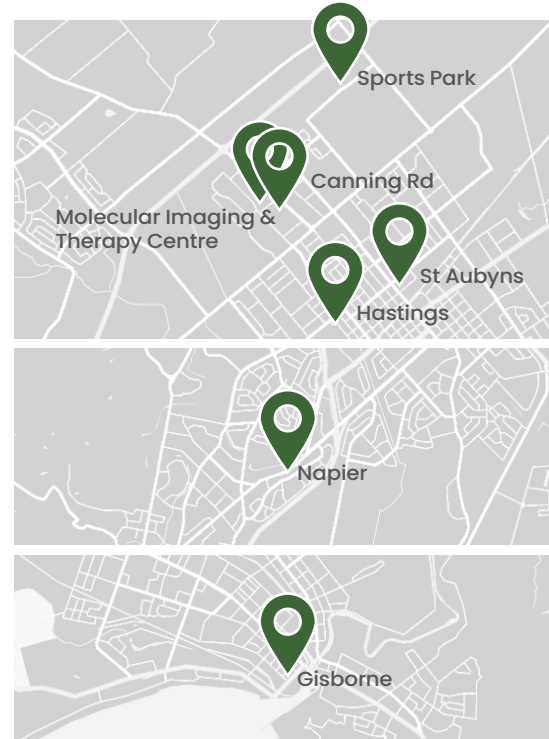 Sports Park
Canning Rd
Molecular Imaging &
Therapy Centre
St Aubyns
Hastings
Napier
Gisborne